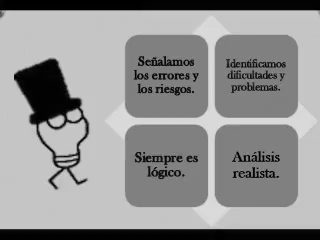 Señalamos
los errores y
los riesgos.
Identificamos
dificultades y
problemas.
Siempre es
lógico.
Análisis
realista.